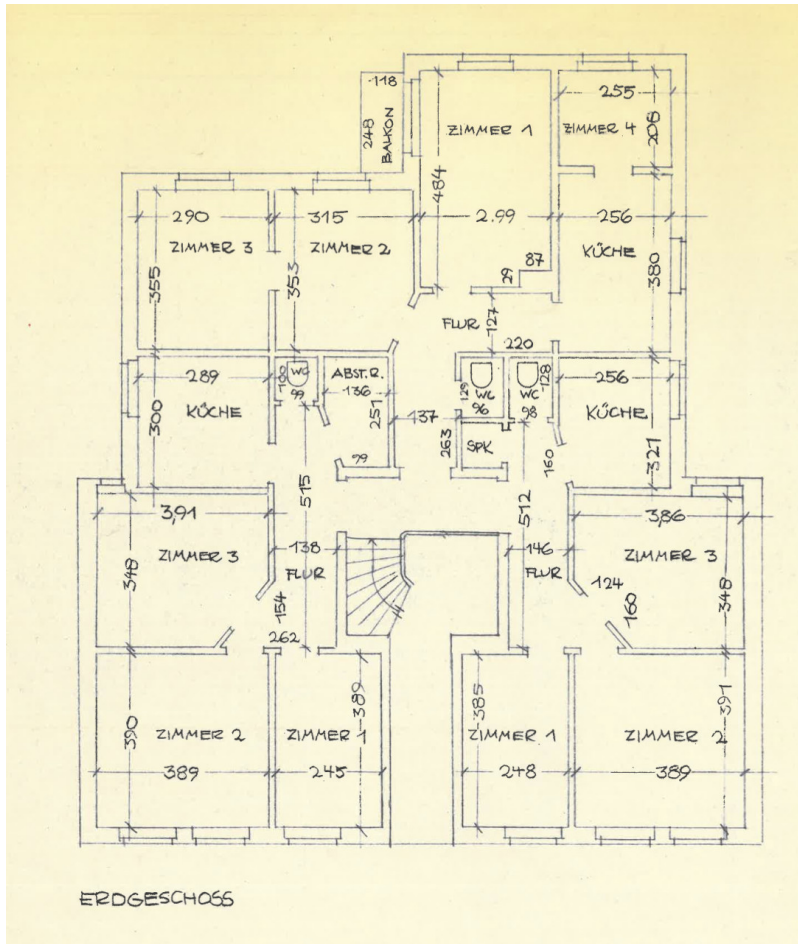 118
248
BALKON
ZIMMER 1
484
2.99
87
29
255
ZIMMER 4
208
256
KÜCHE
380
290
ZIMMER 3
355
315
ZIMMER 2
353
FLUR
127
220
289
KÜCHE
300
100
WC
99
ABST.R.
136
251
79
137
129
WC
96
WC
98
128
SPK
263
256
KÜCHE
321
160
3,91
ZIMMER 3
348
515
138
FLUR
154
262
512
146
FLUR
3,86
ZIMMER 3
348
124
160
390
ZIMMER 2
389
389
ZIMMER 1
245
385
ZIMMER 1
248
391
ZIMMER 2
389
ERDGESCHOSS